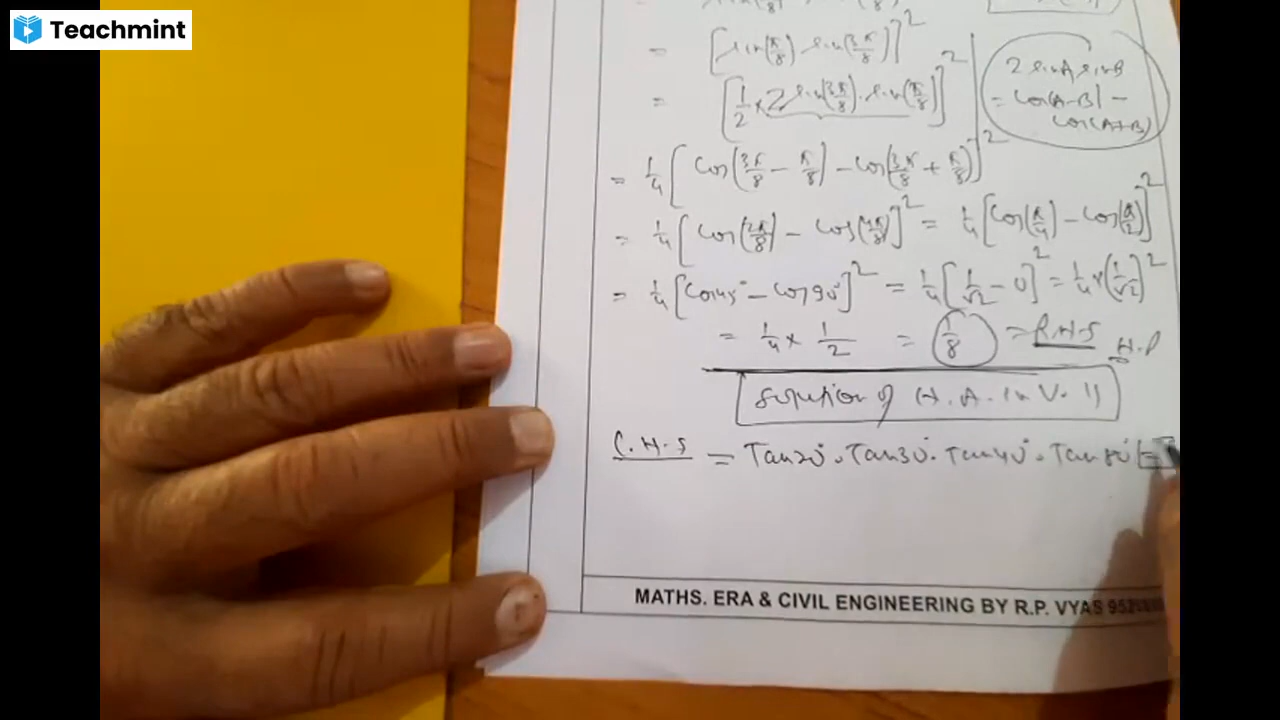 Teachmint
= [sin(π/8) · sin(3π/8)]²
= [1/2 × 2 sin(3π/8) · sin(π/8)]²
2 sinA sinB
= Cos(A-B) -
Cos(A+B)
= 1/4 [Cos(3π/8 - π/8) - Cos(3π/8 + π/8)]²
= 1/4 [Cos(2π/8) - Cos(4π/8)]² = 1/4 [Cos(π/4) - Cos(π/2)]²
= 1/4 [Cos45° - Cos90°]² = 1/4 [1/√2 - 0]² = 1/4 × (1/√2)²
= 1/4 × 1/2 = 1/8 = R.H.S H.P
Solution of H.A. In V. 11
L.H.S = Tan20° · Tan30° · Tan40° · Tan80°
MATHS. ERA & CIVIL ENGINEERING BY R.P. VYAS